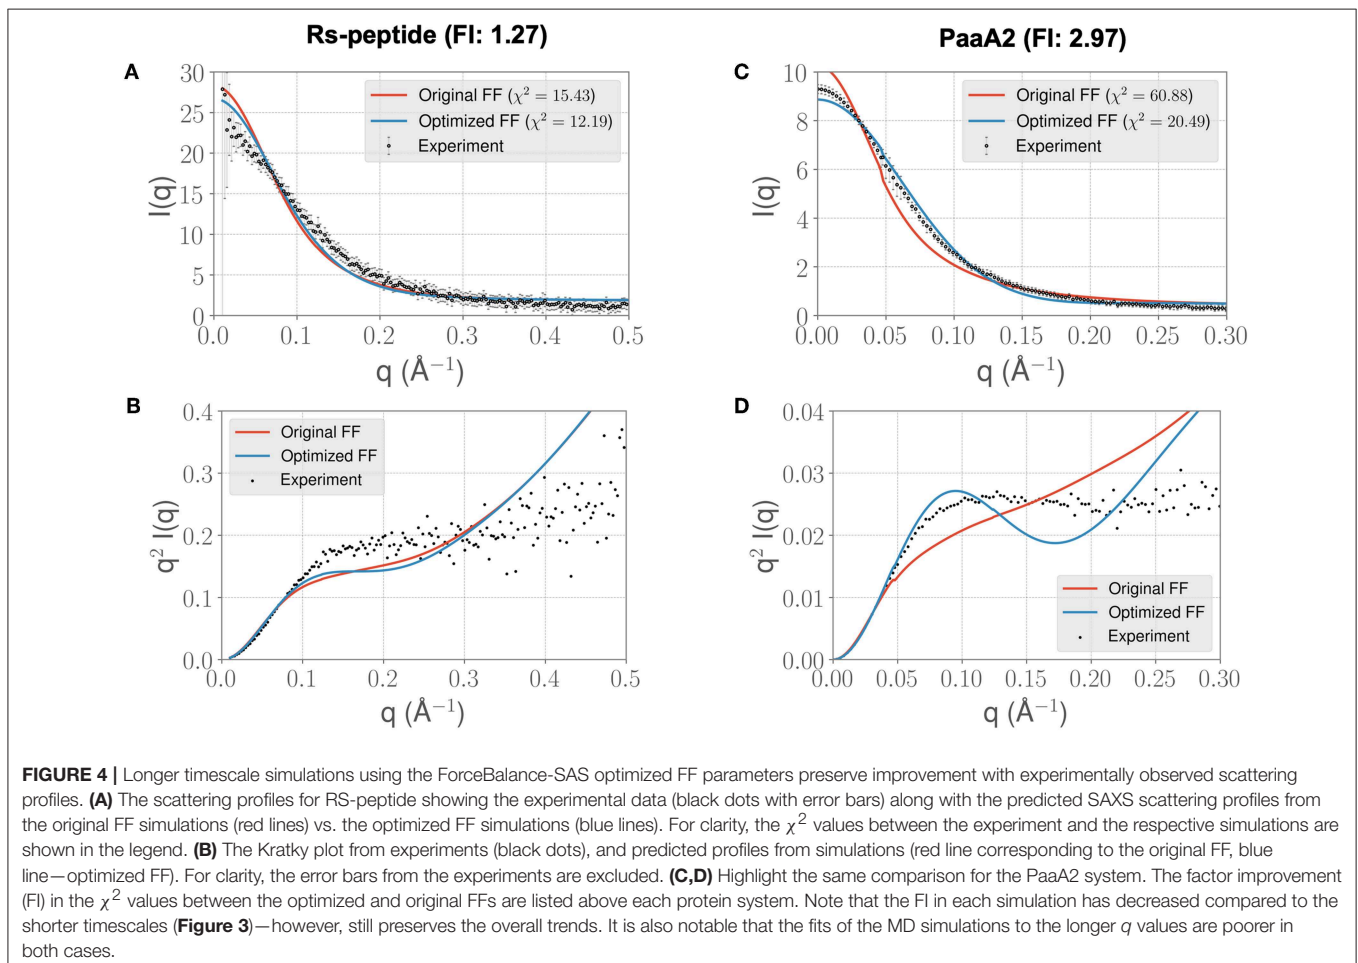 Rs-peptide (FI: 1.27)
A
30
25
20
15
10
5
0
I(q)
Original FF (χ² = 15.43)
Optimized FF (χ² = 12.19)
Experiment
0.0 0.1 0.2 0.3 0.4 0.5
q (Å⁻¹)
B
0.4
0.3
0.2
0.1
0.0
q² I(q)
Original FF
Optimized FF
Experiment
0.0 0.1 0.2 0.3 0.4 0.5
q (Å⁻¹)
PaaA2 (FI: 2.97)
C
10
8
6
4
2
0
I(q)
Original FF (χ² = 60.88)
Optimized FF (χ² = 20.49)
Experiment
0.00 0.05 0.10 0.15 0.20 0.25 0.30
q (Å⁻¹)
D
0.04
0.03
0.02
0.01
0.00
q² I(q)
Original FF
Optimized FF
Experiment
0.00 0.05 0.10 0.15 0.20 0.25 0.30
q (Å⁻¹)
FIGURE 4 | Longer timescale simulations using the ForceBalance-SAS optimized FF parameters preserve improvement with experimentally observed scattering
profiles. (A) The scattering profiles for RS-peptide showing the experimental data (black dots with error bars) along with the predicted SAXS scattering profiles from
the original FF simulations (red lines) vs. the optimized FF simulations (blue lines). For clarity, the χ² values between the experiment and the respective simulations are
shown in the legend. (B) The Kratky plot from experiments (black dots), and predicted profiles from simulations (red line corresponding to the original FF, blue
line—optimized FF). For clarity, the error bars from the experiments are excluded. (C,D) Highlight the same comparison for the PaaA2 system. The factor improvement
(FI) in the χ² values between the optimized and original FFs are listed above each protein system. Note that the FI in each simulation has decreased compared to the
shorter timescales (Figure 3)—however, still preserves the overall trends. It is also notable that the fits of the MD simulations to the longer q values are poorer in
both cases.